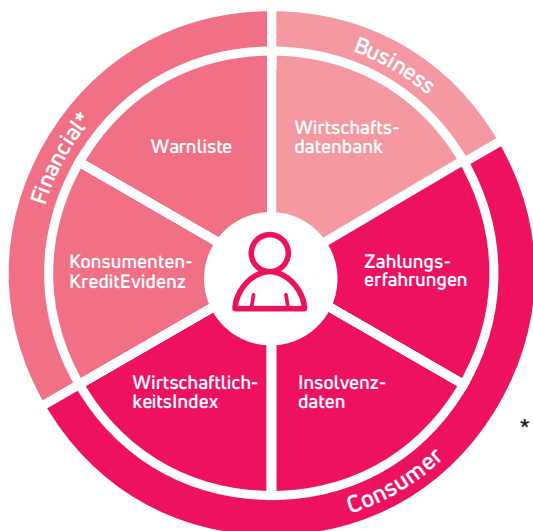 Business
Financial*
Warnliste
Wirtschafts-
datenbank
Konsumenten-
KreditEvidenz
Zahlungs-
erfahrungen
Wirtschaftlich-
keitsIndex
Insolvenz-
daten
*
Consumer